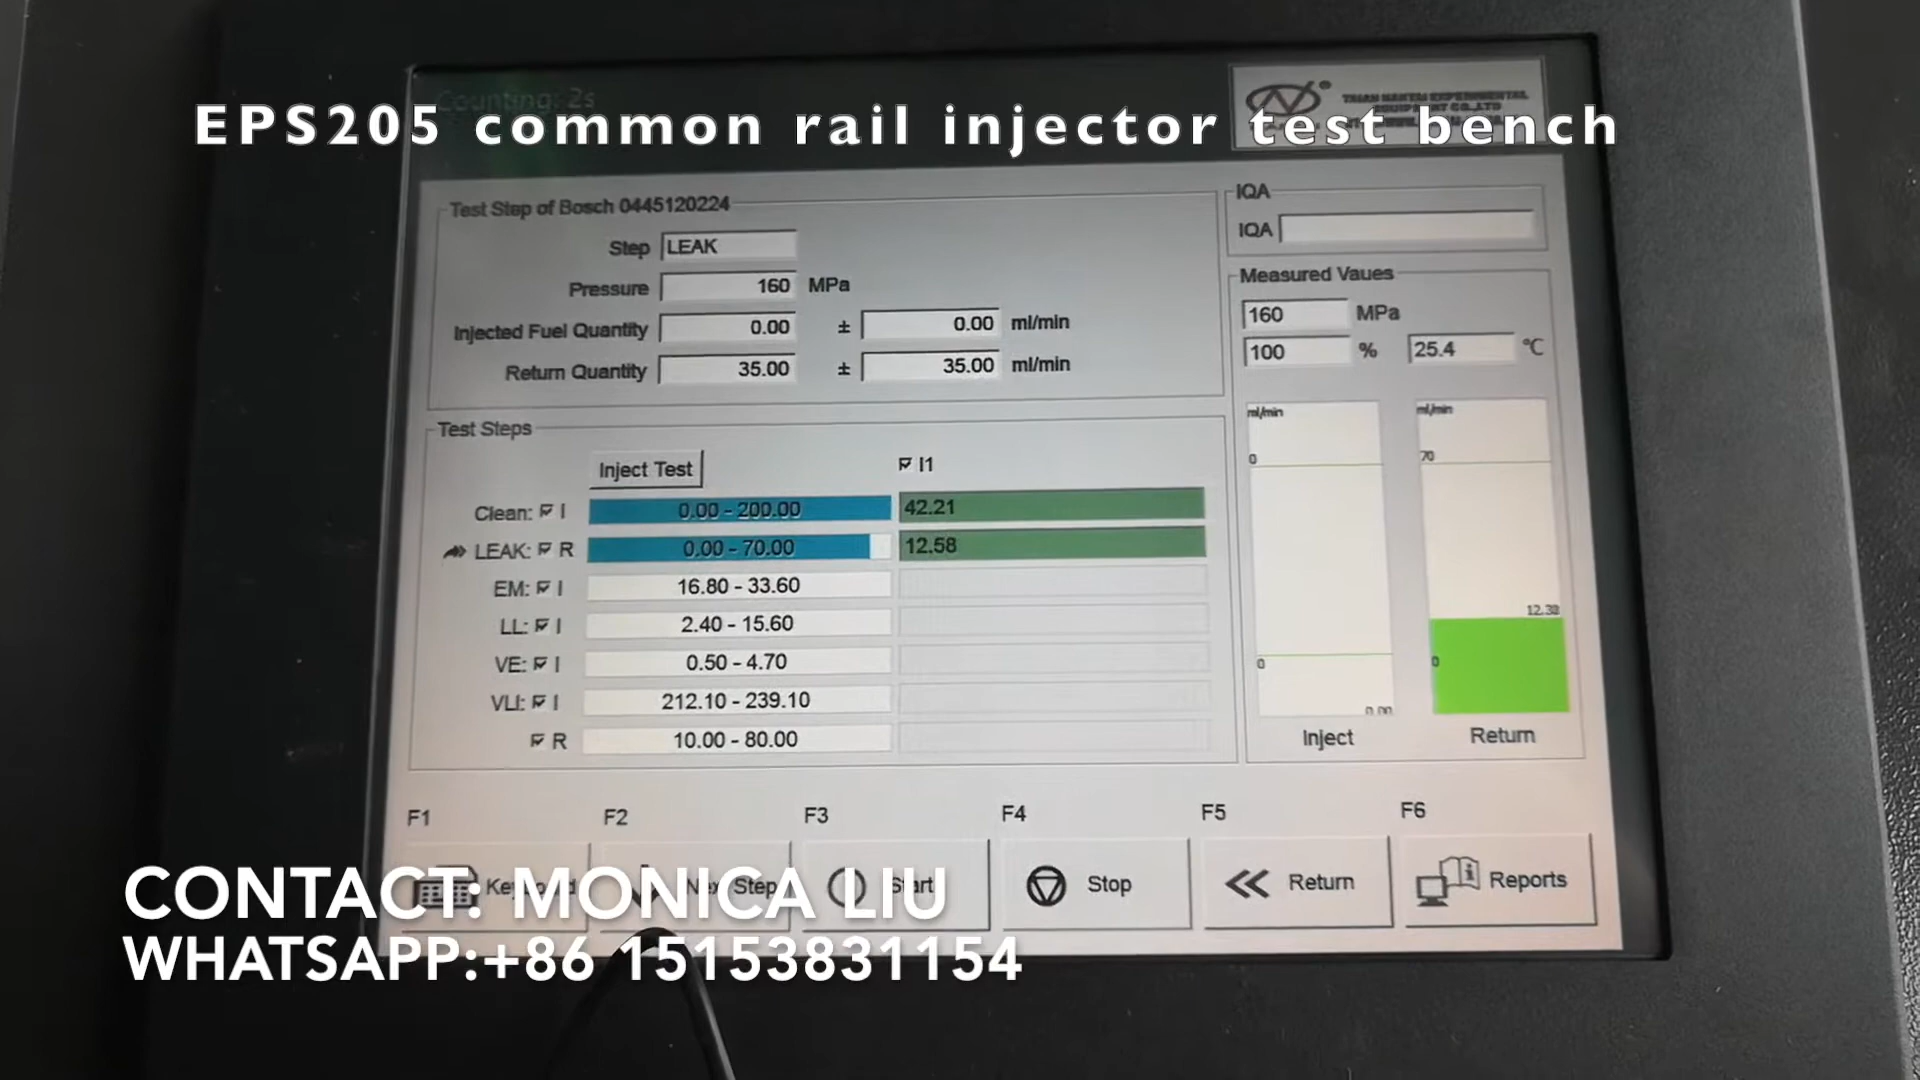 Counting: 2s
EPS205 common rail injector test bench
Test Step of Bosch 0445120224
Step LEAK
Pressure 160 MPa
Injected Fuel Quantity 0.00 ± 0.00 ml/min
Return Quantity 35.00 ± 35.00 ml/min
IQA
IQA
Measured Vaues
160 MPa
100 % 25.4 °C
Test Steps
Inject Test I1
Clean: I 0.00 - 200.00 42.21
LEAK: R 0.00 - 70.00 12.58
EM: I 16.80 - 33.60
LL: I 2.40 - 15.60
VE: I 0.50 - 4.70
VLI: I 212.10 - 239.10
R 10.00 - 80.00
ml/min ml/min
0 70
0 0
0.00
Inject Return
F1 F2 F3 F4 F5 F6
Stop Return Reports
CONTACT: MONICA LIU
WHATSAPP:+86 15153831154